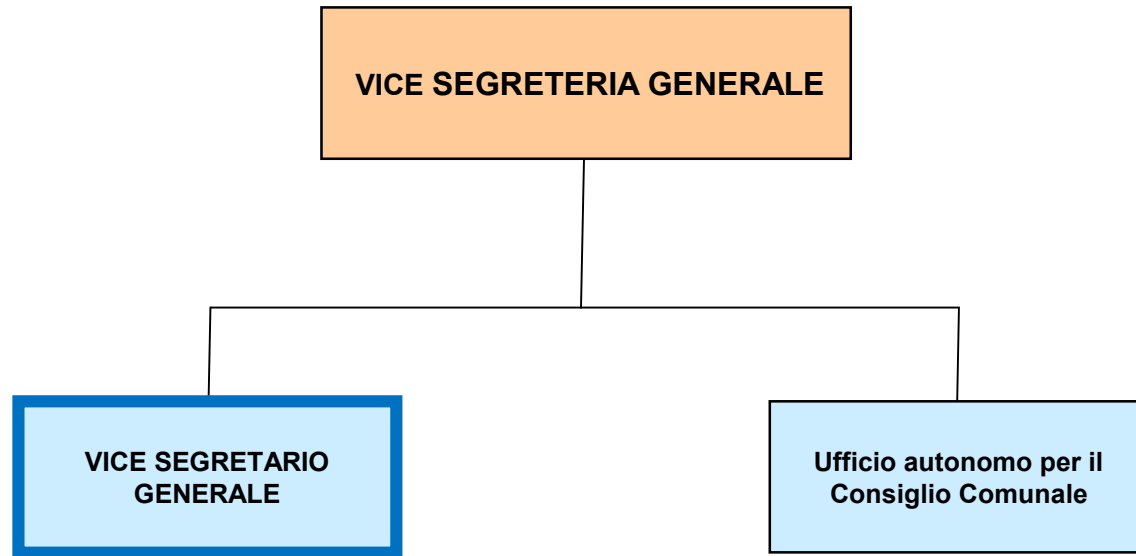 VICE SEGRETERIA GENERALE
VICE SEGRETARIO
GENERALE
Ufficio autonomo per il
Consiglio Comunale